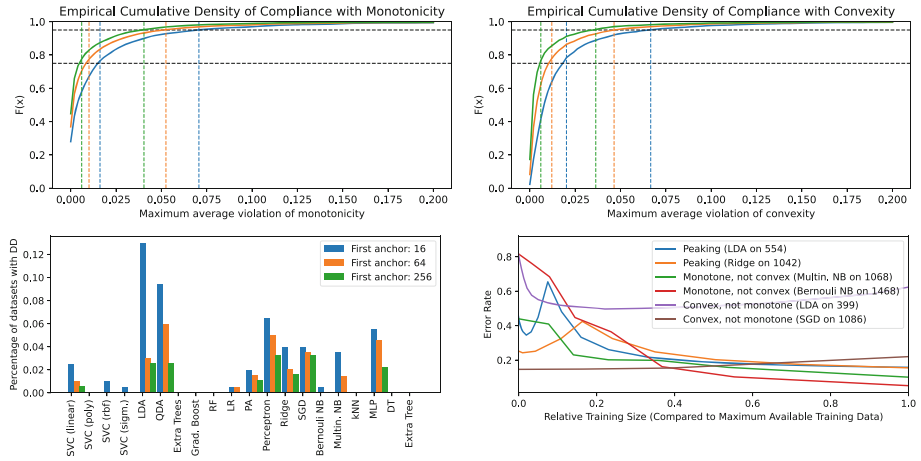 Empirical Cumulative Density of Compliance with Monotonicity
1.0
0.8
0.6
0.4
0.2
0.0
F(x)
0.000 0.025 0.050 0.075 0.100 0.125 0.150 0.175 0.200
Maximum average violation of monotonicity
Empirical Cumulative Density of Compliance with Convexity
1.0
0.8
0.6
0.4
0.2
0.0
F(x)
0.000 0.025 0.050 0.075 0.100 0.125 0.150 0.175 0.200
Maximum average violation of convexity
Percentage of datasets with DD
0,12
0.10
0.08
0.06
0.04
0.02
0.00
First anchor: 16
First anchor: 64
First anchor: 256
SVC (linear)
SVC (poly)
SVC (rbf)
SVC (sigm,)
LDA
QDA
Extra Trees
Grad. Boost
RF
LR
PA
Perceptron
Ridge
SGD
Bernouli NB
Multin. NB
kNN
MLP
DT
Extra Tree
Error Rate
0.8
0.6
0.4
0.2
Peaking (LDA on 554)
Peaking (Ridge on 1042)
Monotone, not convex (Multin, NB on 1068)
Monotone, not convex (Bernouli NB on 1468)
Convex, not monotone (LDA on 399)
Convex, not monotone (SGD on 1086)
0.0 0.2 0.4 0.6 0.8 1.0
Relative Training Size (Compared to Maximum Available Training Data)